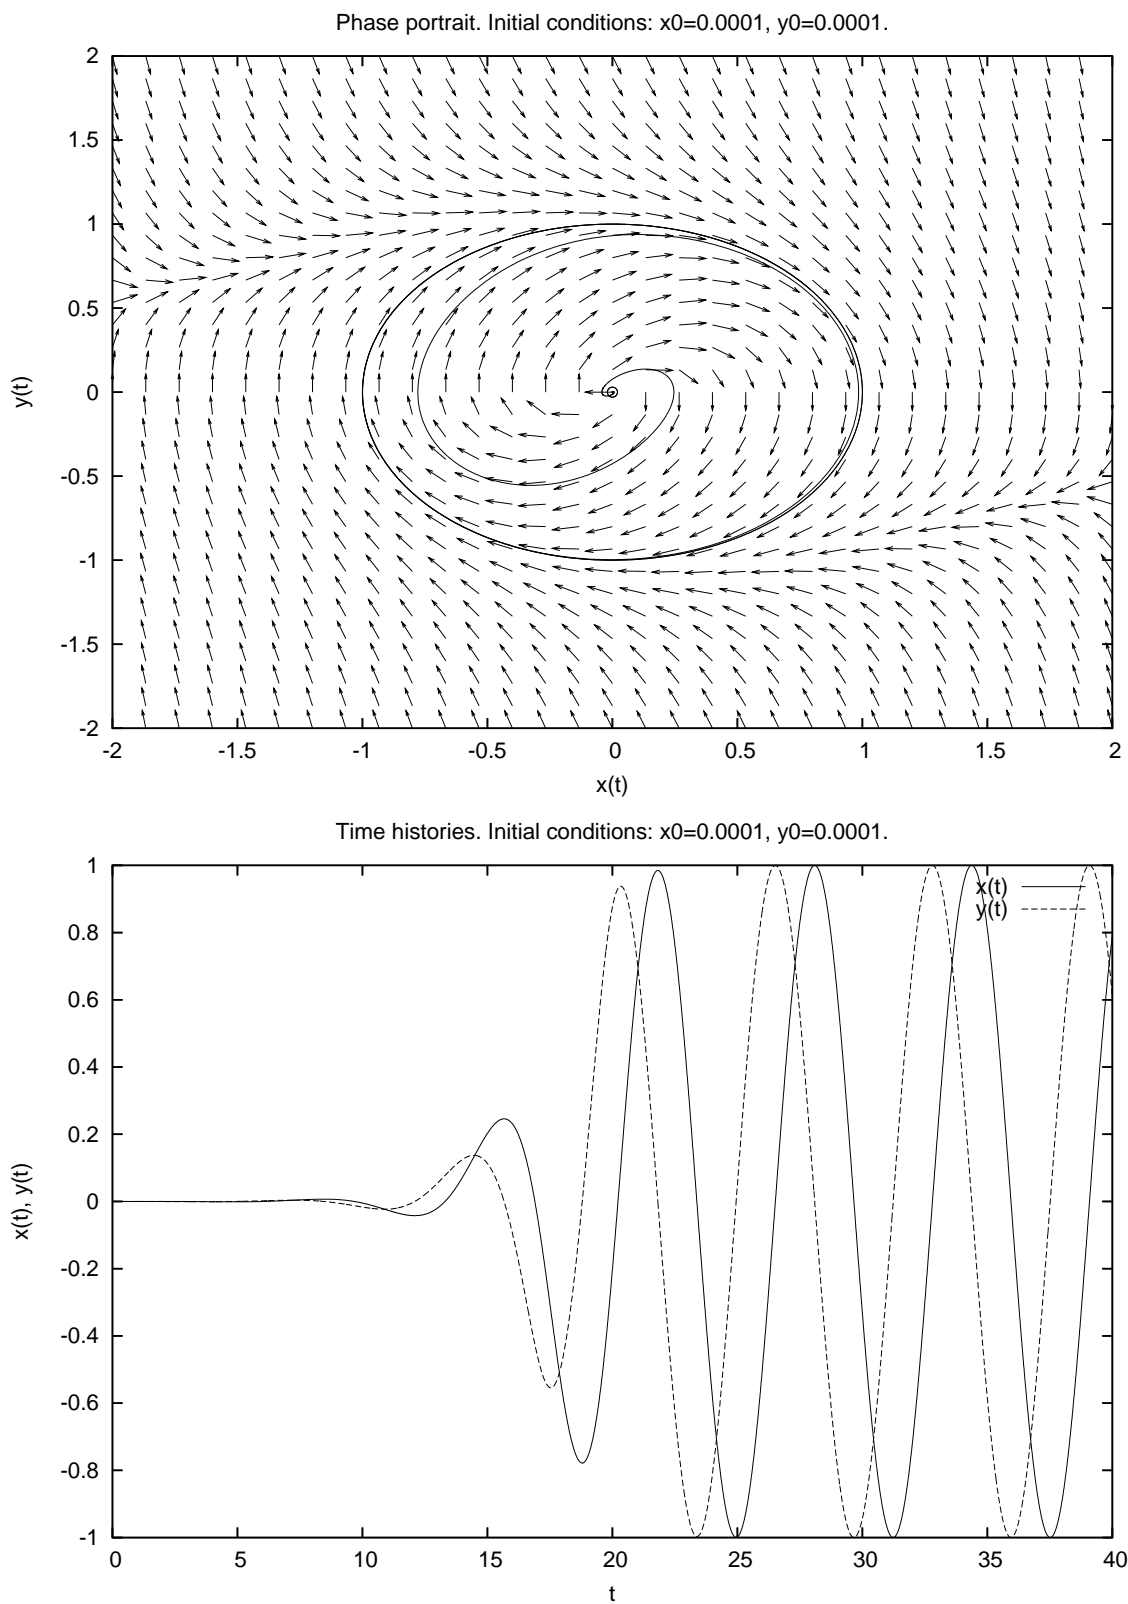 Phase portrait. Initial conditions: x0=0.0001, y0=0.0001.
2
1.5
1
0.5
0
-0.5
-1
-1.5
-2
y(t)
-2 -1.5 -1 -0.5 0 0.5 1 1.5 2
x(t)
Time histories. Initial conditions: x0=0.0001, y0=0.0001.
1
0.8
0.6
0.4
0.2
0
-0.2
-0.4
-0.6
-0.8
-1
x(t), y(t)
x(t)
y(t)
0 5 10 15 20 25 30 35 40
t